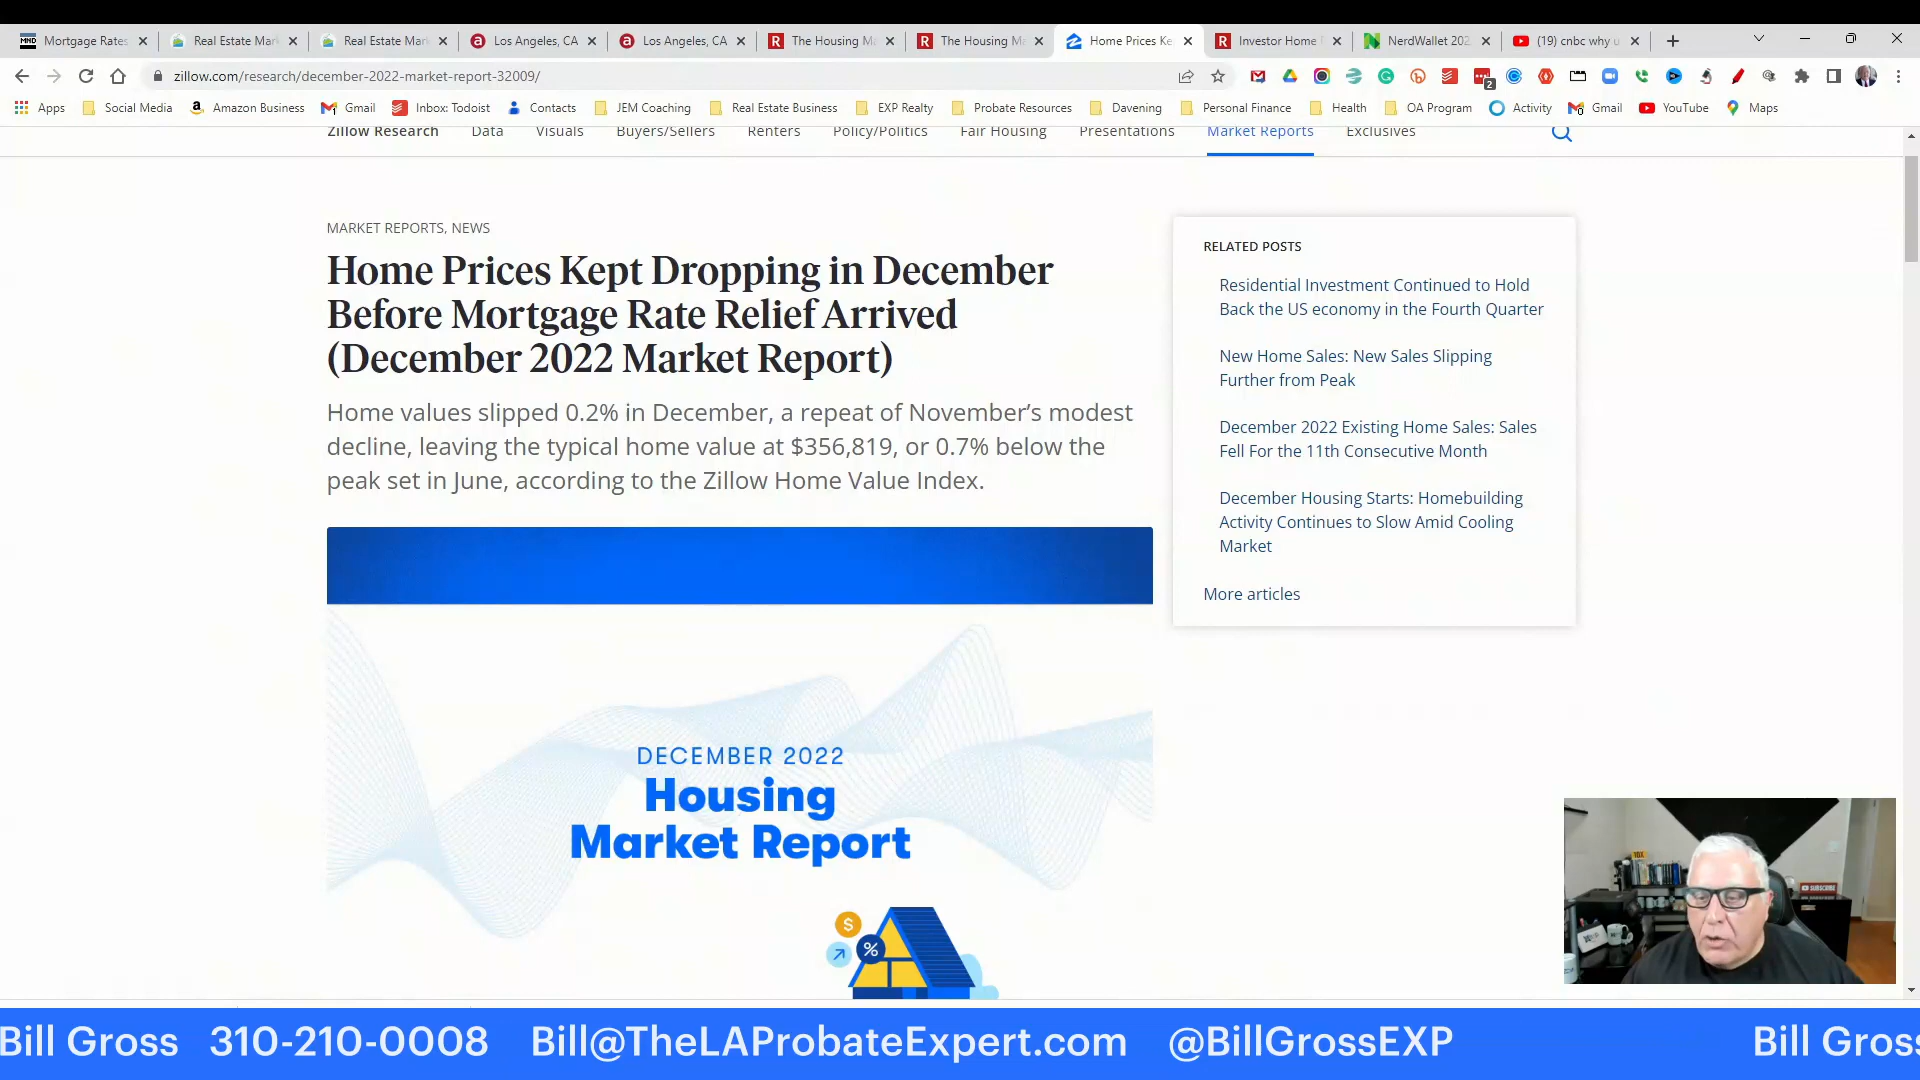 Mortgage Rates
Real Estate Mar
Real Estate Mar
Los Angeles, CA
Los Angeles, CA
The Housing Ma
The Housing Ma
Home Prices Ke
Investor Home
NerdWallet 202
(19) cnbc why u
zillow.com/research/december-2022-market-report-32009/
Apps
Social Media
Amazon Business
Gmail
Inbox: Todoist
Contacts
JEM Coaching
Real Estate Business
EXP Realty
Probate Resources
Davening
Personal Finance
Health
OA Program
Activity
Gmail
YouTube
Maps
Zillow Research
Data
Visuals
Buyers/Sellers
Renters
Policy/Politics
Fair Housing
Presentations
Market Reports
Exclusives
MARKET REPORTS, NEWS
Home Prices Kept Dropping in December
Before Mortgage Rate Relief Arrived
(December 2022 Market Report)
Home values slipped 0.2% in December, a repeat of November’s modest
decline, leaving the typical home value at $356,819, or 0.7% below the
peak set in June, according to the Zillow Home Value Index.
RELATED POSTS
Residential Investment Continued to Hold
Back the US economy in the Fourth Quarter
New Home Sales: New Sales Slipping
Further from Peak
December 2022 Existing Home Sales: Sales
Fell For the 11th Consecutive Month
December Housing Starts: Homebuilding
Activity Continues to Slow Amid Cooling
Market
More articles
DECEMBER 2022
Housing
Market Report
$
%
SUBSCRIBE
Bill Gross 310-210-0008 Bill@TheLAProbateExpert.com @BillGrossEXP Bill Gross